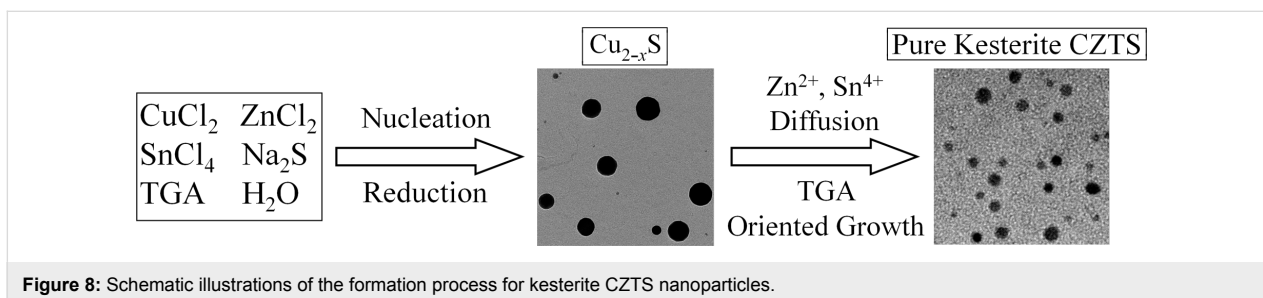 CuCl₂ ZnCl₂
SnCl₄ Na₂S
TGA H₂O
Nucleation
Reduction
Cu₂₋ₓS
Zn²⁺, Sn⁴⁺
Diffusion
TGA
Oriented Growth
Pure Kesterite CZTS
Figure 8: Schematic illustrations of the formation process for kesterite CZTS nanoparticles.